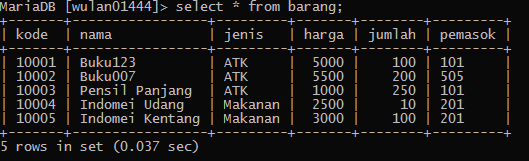 MariaDB [wulan01444]> select * from barang;
+-------+-----------------+---------+-------+--------+---------+
| kode | nama | jenis | harga | jumlah | pemasok |
+-------+-----------------+---------+-------+--------+---------+
| 10001 | Buku123 | ATK | 5000 | 100 | 101 |
| 10002 | Buku007 | ATK | 5500 | 200 | 505 |
| 10003 | Pensil Panjang | ATK | 1000 | 250 | 101 |
| 10004 | Indomei Udang | Makanan | 2500 | 10 | 201 |
| 10005 | Indomei Kentang | Makanan | 3000 | 100 | 201 |
+-------+-----------------+---------+-------+--------+---------+
5 rows in set (0.037 sec)